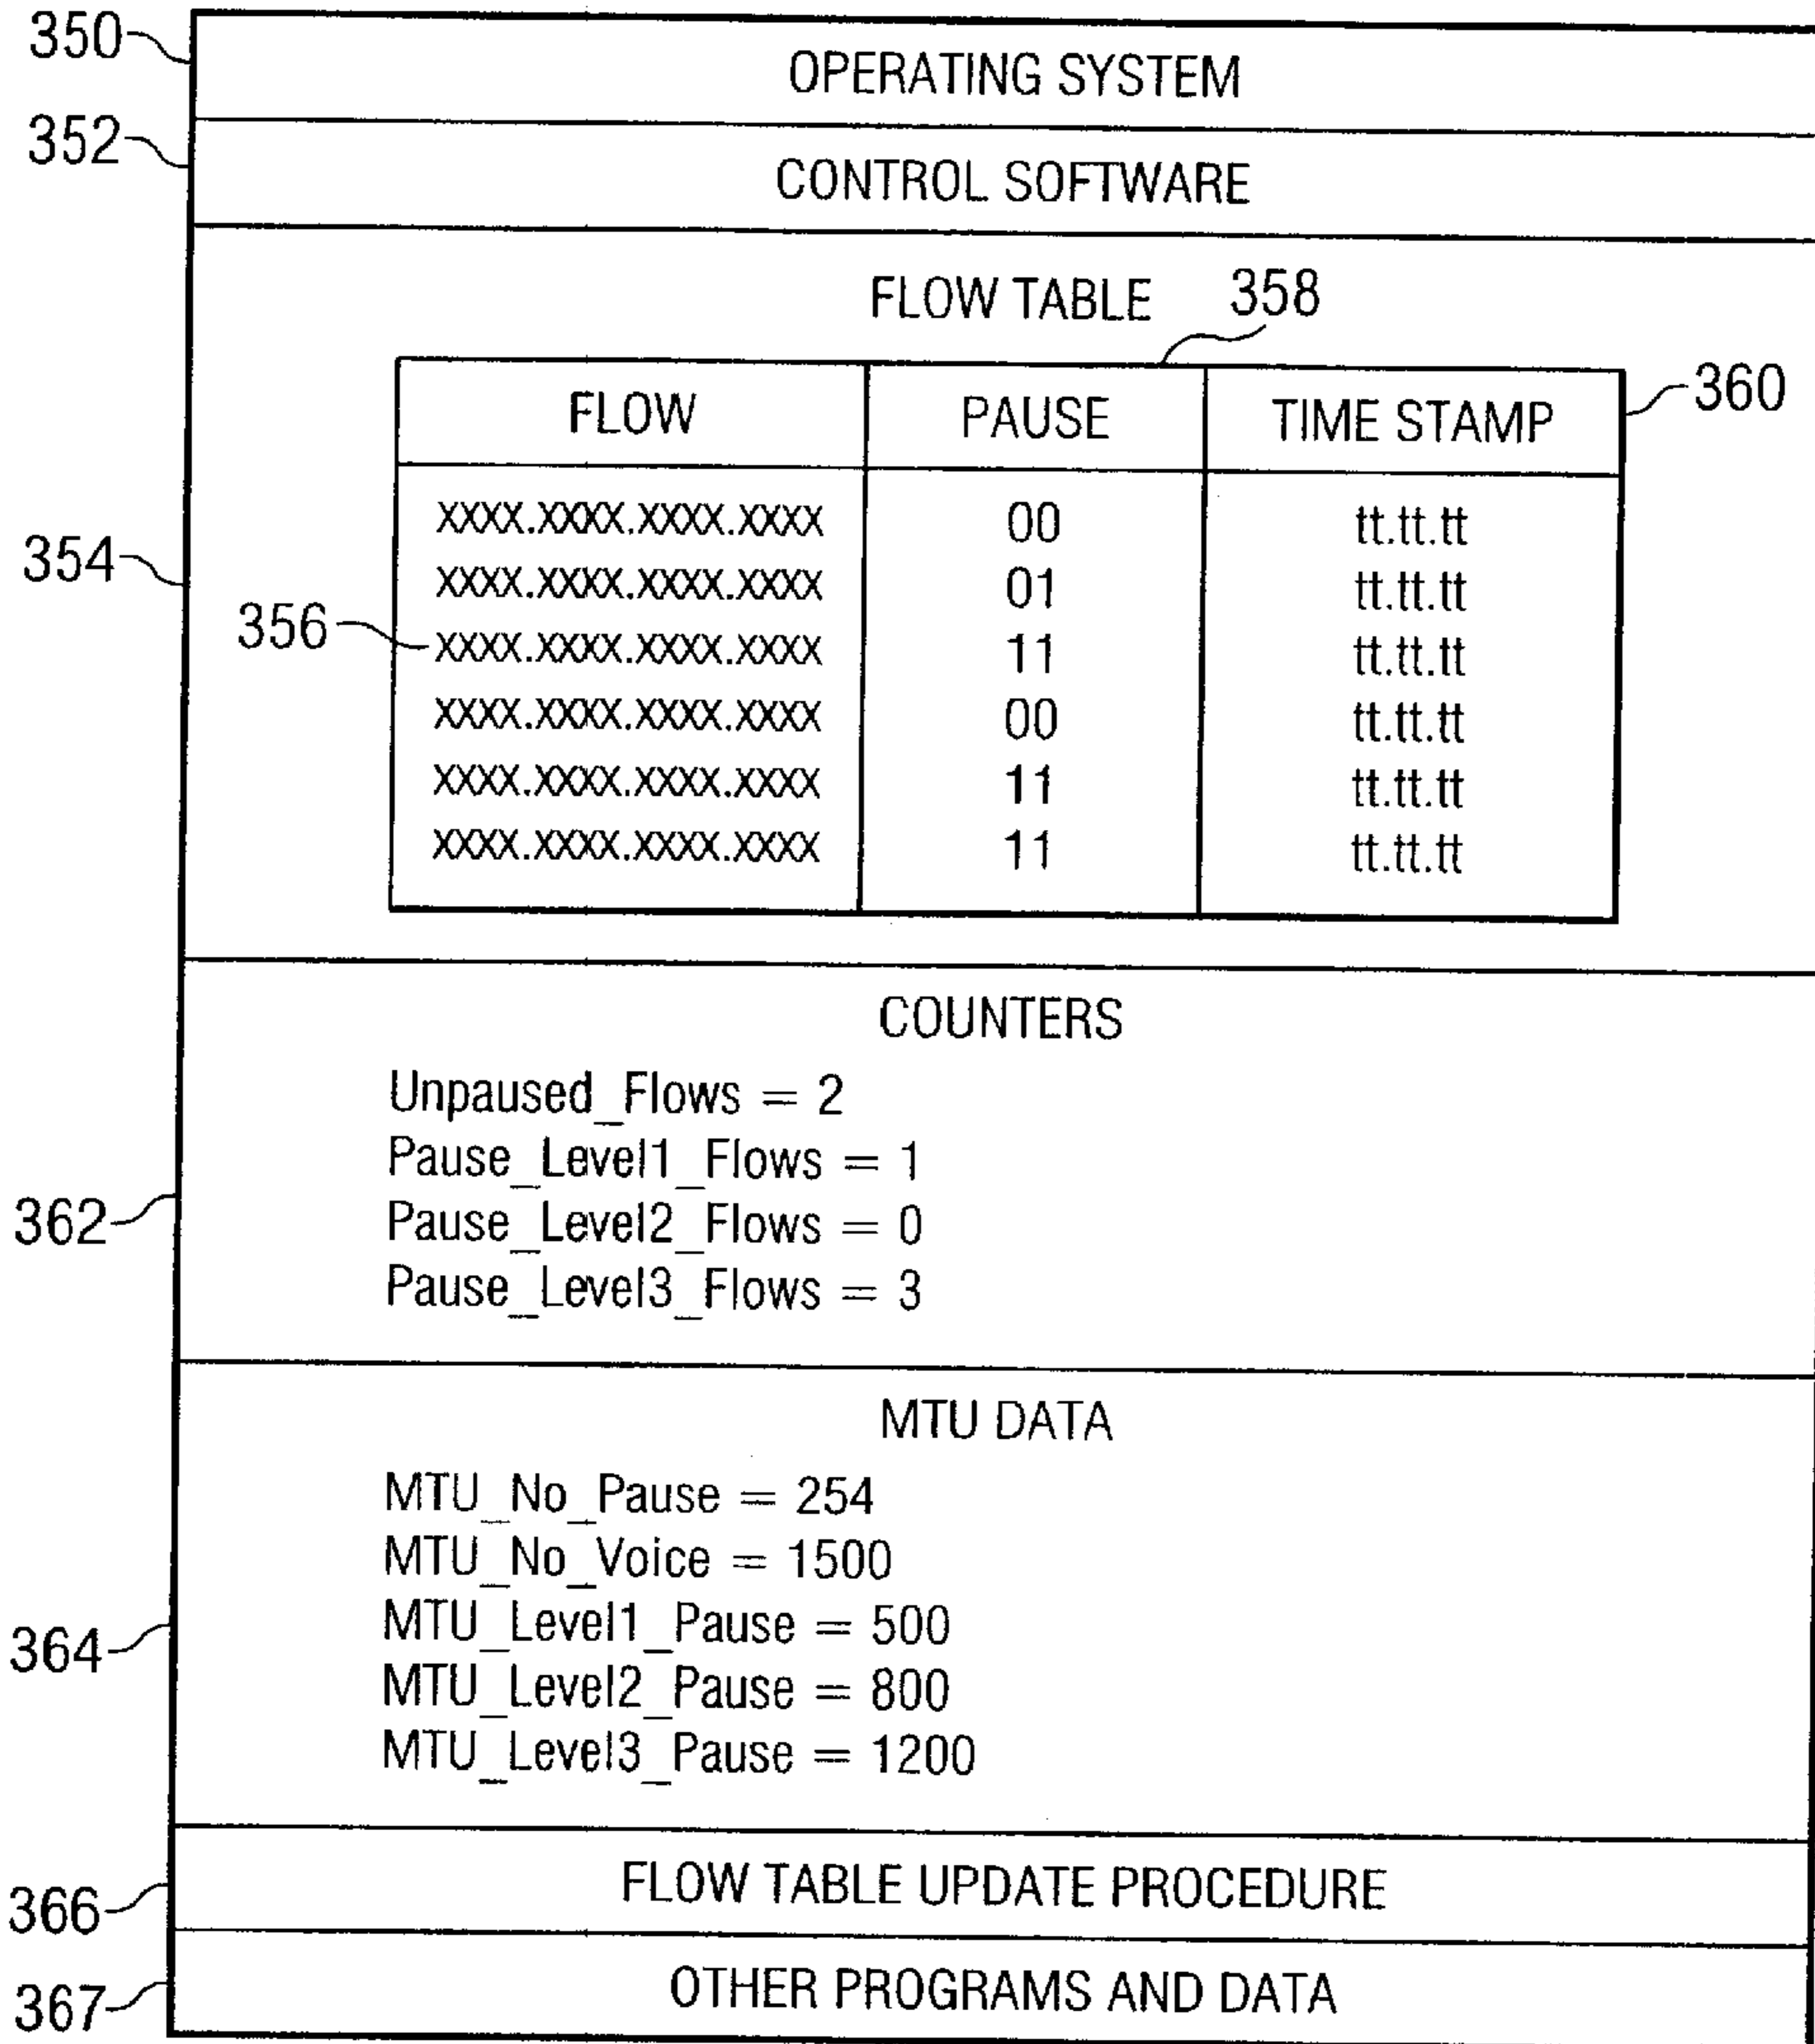 350
OPERATING SYSTEM
352
CONTROL SOFTWARE
FLOW TABLE 358
FLOW PAUSE TIME STAMP 360
XXXX.XXXX.XXXX.XXXX 00 tt.tt.tt
354 XXXX.XXXX.XXXX.XXXX 01 tt.tt.tt
356 XXXX.XXXX.XXXX.XXXX 11 tt.tt.tt
XXXX.XXXX.XXXX.XXXX 00 tt.tt.tt
XXXX.XXXX.XXXX.XXXX 11 tt.tt.tt
XXXX.XXXX.XXXX.XXXX 11 tt.tt.tt
COUNTERS
Unpaused_Flows = 2
Pause_Level1_Flows = 1
362 Pause_Level2_Flows = 0
Pause_Level3_Flows = 3
MTU DATA
MTU_No_Pause = 254
MTU_No_Voice = 1500
364 MTU_Level1_Pause = 500
MTU_Level2_Pause = 800
MTU_Level3_Pause = 1200
366 FLOW TABLE UPDATE PROCEDURE
367 OTHER PROGRAMS AND DATA